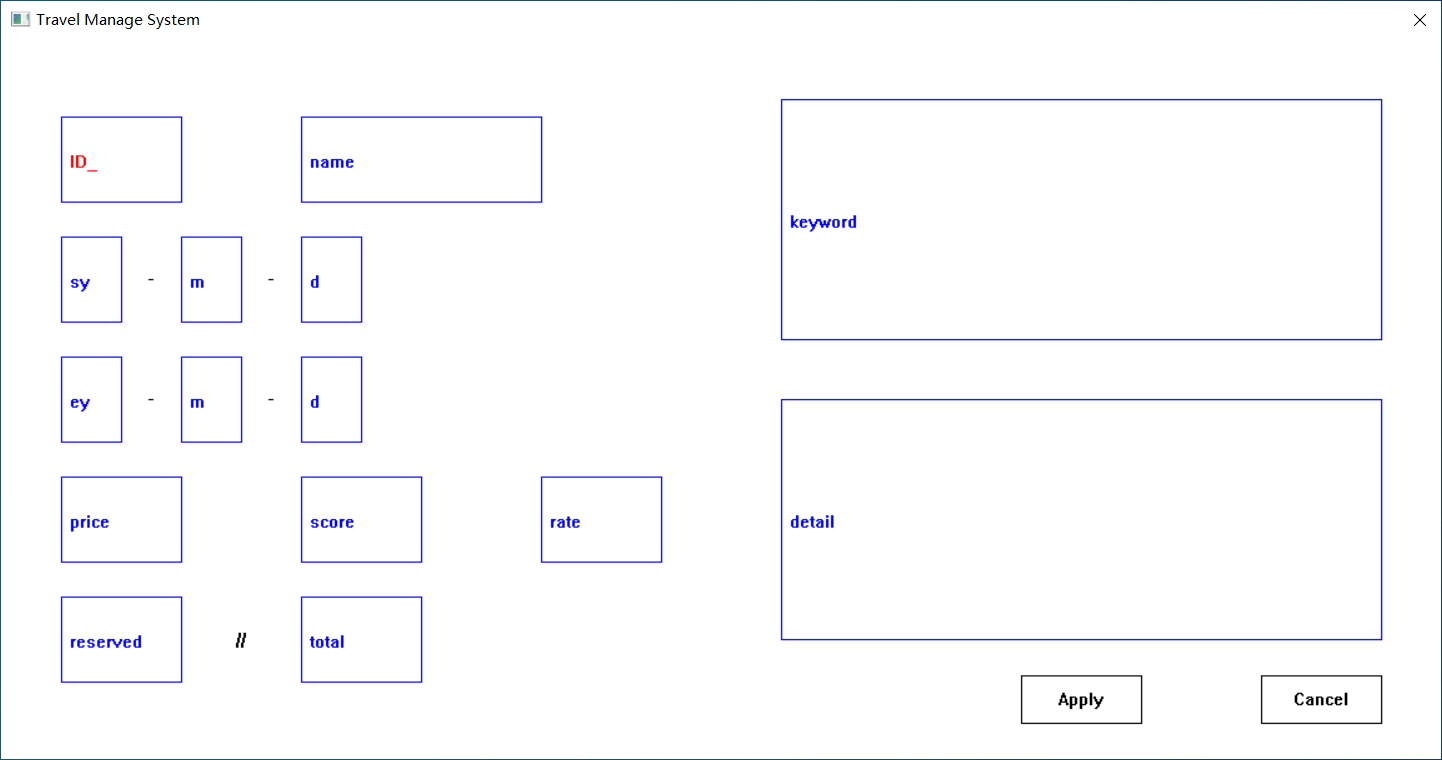 Travel Manage System
ID_
name
sy - m - d
ey - m - d
price
score
rate
reserved // total
keyword
detail
Apply
Cancel